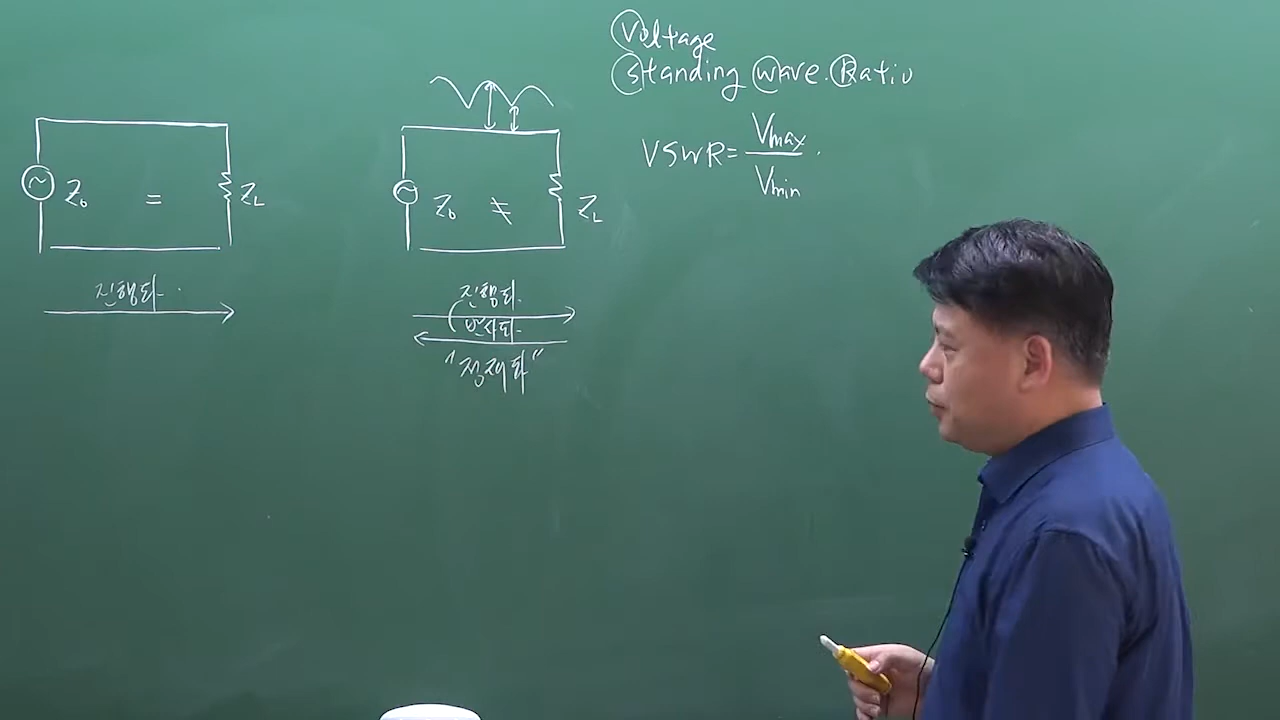 Voltage
Standing Wave. Ratio
VSWR = Vmax / Vmin .
Z₀ = Z_L
Z₀ ≠ Z_L
진행파
진행파
반사파
"정재파"